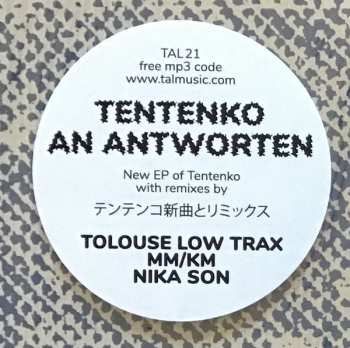 TAL21
free mp3 code
www.talmusic.com
TENTENKO
AN ANTWORTEN
New EP of Tentenko
with remixes by
テンテンコ新曲とリミックス
TOLOUSE LOW TRAX
MM/KM
NIKA SON